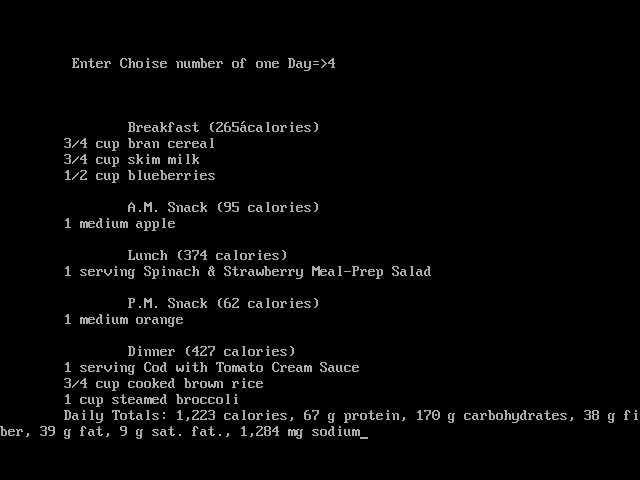 Enter Choise number of one Day=>4
Breakfast (265ácalories)
3/4 cup bran cereal
3/4 cup skim milk
1/2 cup blueberries
A.M. Snack (95 calories)
1 medium apple
Lunch (374 calories)
1 serving Spinach & Strawberry Meal-Prep Salad
P.M. Snack (62 calories)
1 medium orange
Dinner (427 calories)
1 serving Cod with Tomato Cream Sauce
3/4 cup cooked brown rice
1 cup steamed broccoli
Daily Totals: 1,223 calories, 67 g protein, 170 g carbohydrates, 38 g fi
ber, 39 g fat, 9 g sat. fat., 1,284 mg sodium_